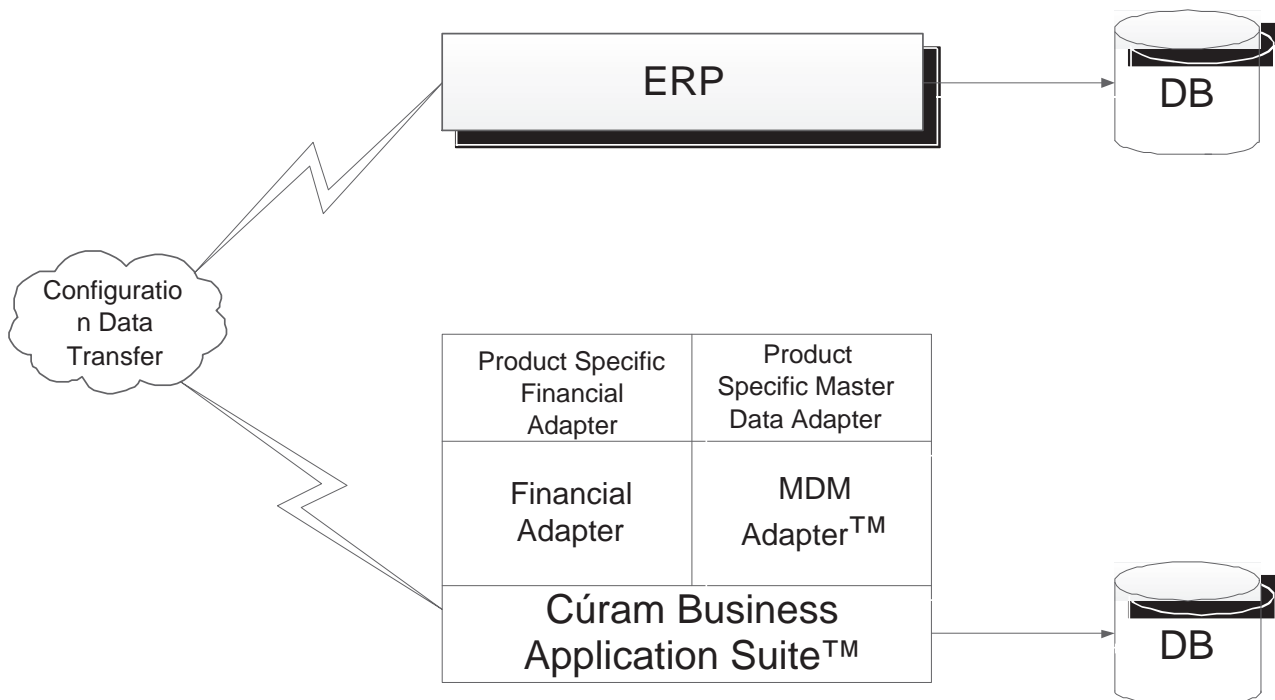 ERP
DB
Configuratio
n Data
Transfer
Product Specific
Financial
Adapter
Product
Specific Master
Data Adapter
Financial
Adapter
MDM
Adapter™
Cúram Business
Application Suite™
DB